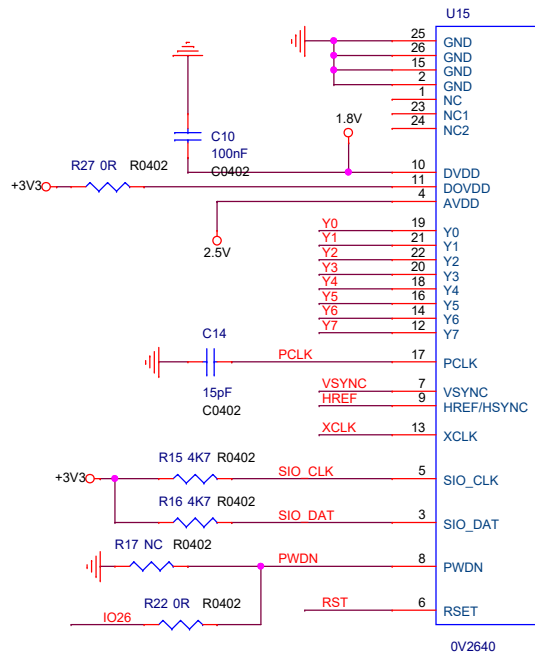 U15
25 GND
26 GND
15 GND
2 GND
1 NC
23 NC1
24 NC2
C10
100nF
C0402
1.8V
R27 0R R0402
+3V3
10 DVDD
11 DOVDD
4 AVDD
2.5V
Y0 19 Y0
Y1 21 Y1
Y2 22 Y2
Y3 20 Y3
Y4 18 Y4
Y5 16 Y5
Y6 14 Y6
Y7 12 Y7
C14
15pF
C0402
PCLK 17 PCLK
VSYNC 7 VSYNC
HREF 9 HREF/HSYNC
XCLK 13 XCLK
+3V3
R15 4K7 R0402
SIO_CLK 5 SIO_CLK
R16 4K7 R0402
SIO_DAT 3 SIO_DAT
R17 NC R0402
PWDN 8 PWDN
R22 0R R0402
IO26
RST 6 RSET
0V2640